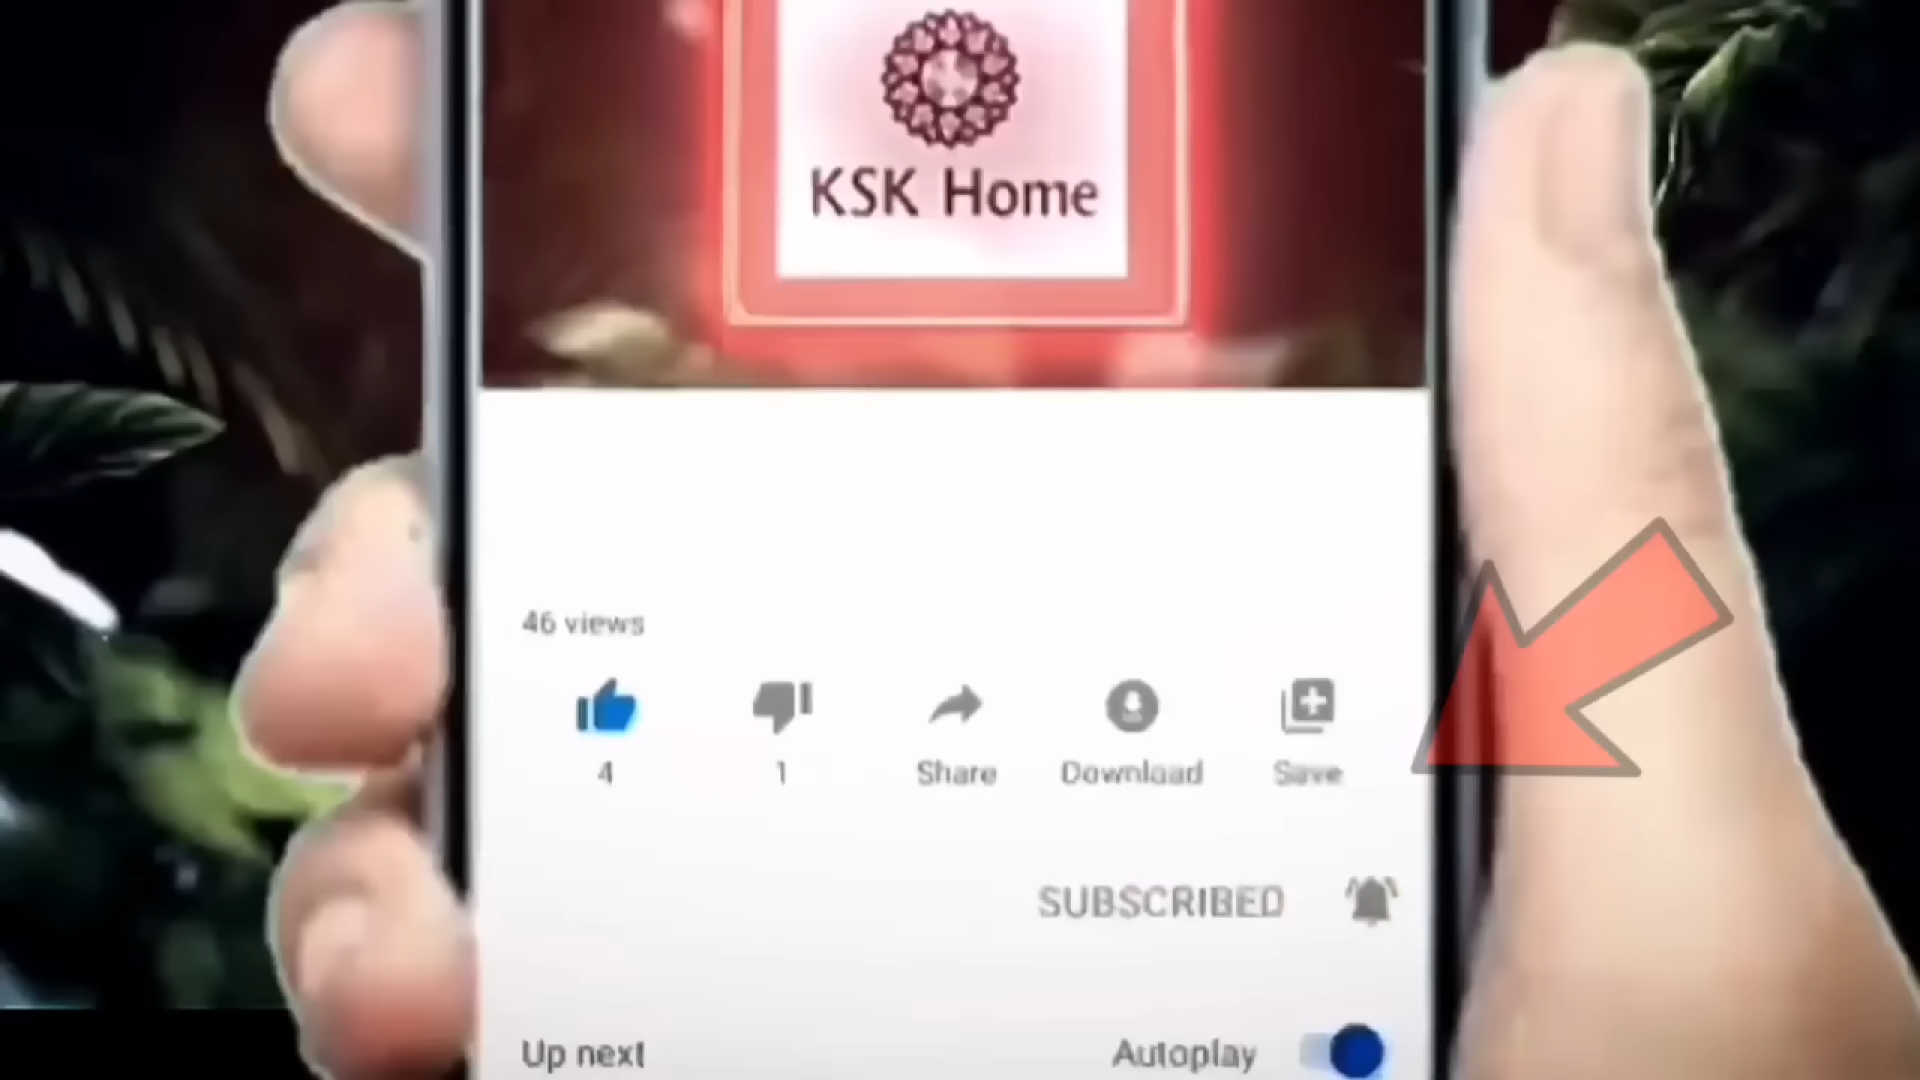 KSK Home
46 views
4 1 Share Download Save
SUBSCRIBED
Up next Autoplay